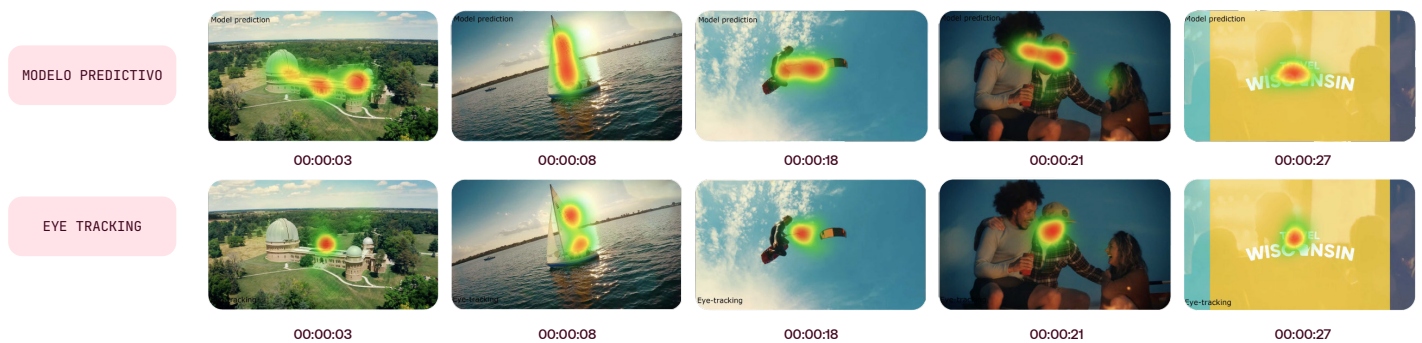 Model prediction
Model prediction
Model prediction
Model prediction
Model prediction
MODELO PREDICTIVO
WISCONSIN
00:00:03
00:00:08
00:00:18
00:00:21
00:00:27
EYE TRACKING
WISCONSIN
Eye-tracking
Eye-tracking
Eye-tracking
00:00:03
00:00:08
00:00:18
00:00:21
00:00:27